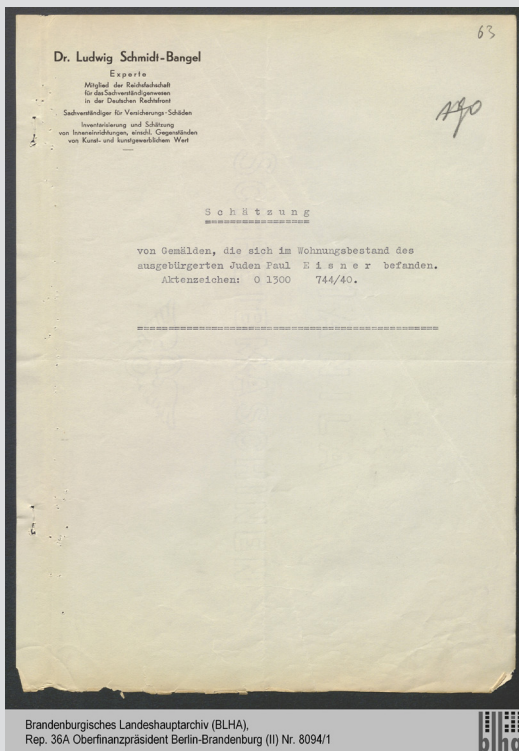 63
Dr. Ludwig Schmidt-Bangel
Experte
Mitglied der Reichsfachschaft
für das Sachverständigenwesen
in der Deutschen Rechtsfront
Sachverständiger für Versicherungs-Schäden
Inventarisierung und Schätzung
von Inneneinrichtungen, einschl. Gegenständen
von Kunst- und kunstgewerblichem Wert
S c h ä t z u n g
von Gemälden, die sich im Wohnungsbestand des
ausgebürgerten Juden Paul E i s n e r befanden.
Aktenzeichen: O 1300 744/40.
Brandenburgisches Landeshauptarchiv (BLHA),
Rep. 36A Oberfinanzpräsident Berlin-Brandenburg (II) Nr. 8094/1
blha